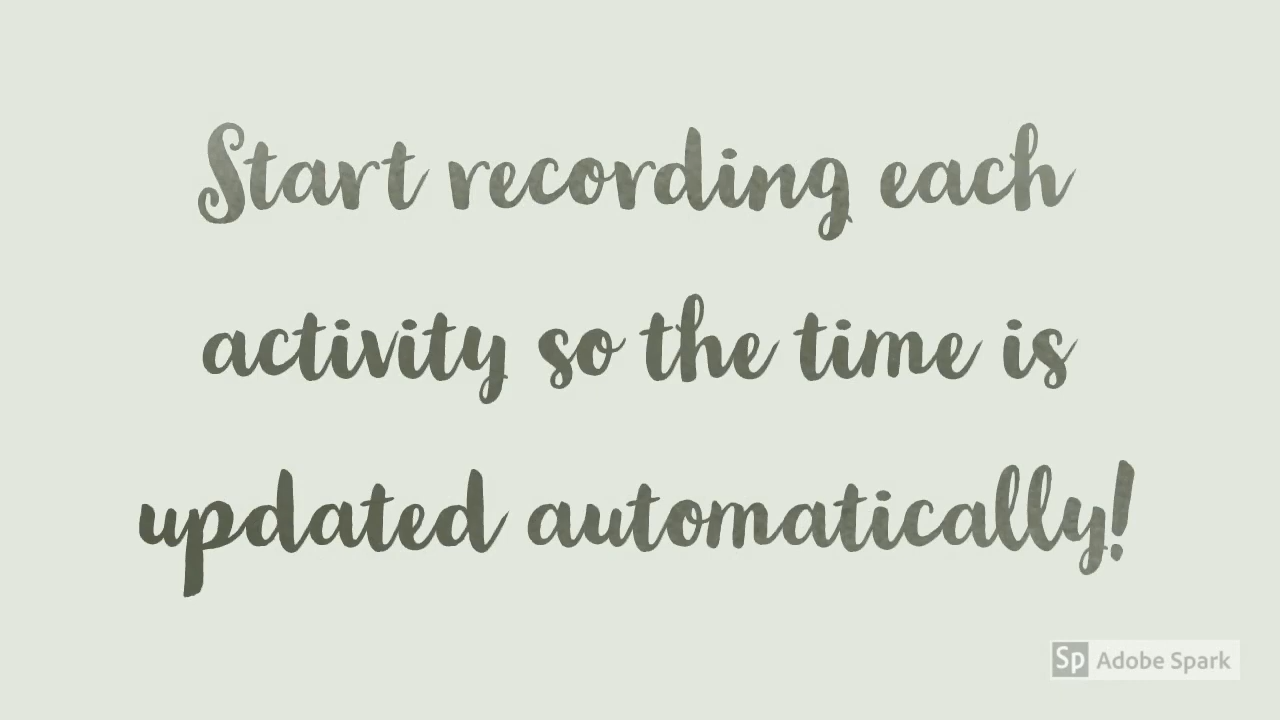 Start recording each
activity so the time is
updated automatically!
Sp Adobe Spark